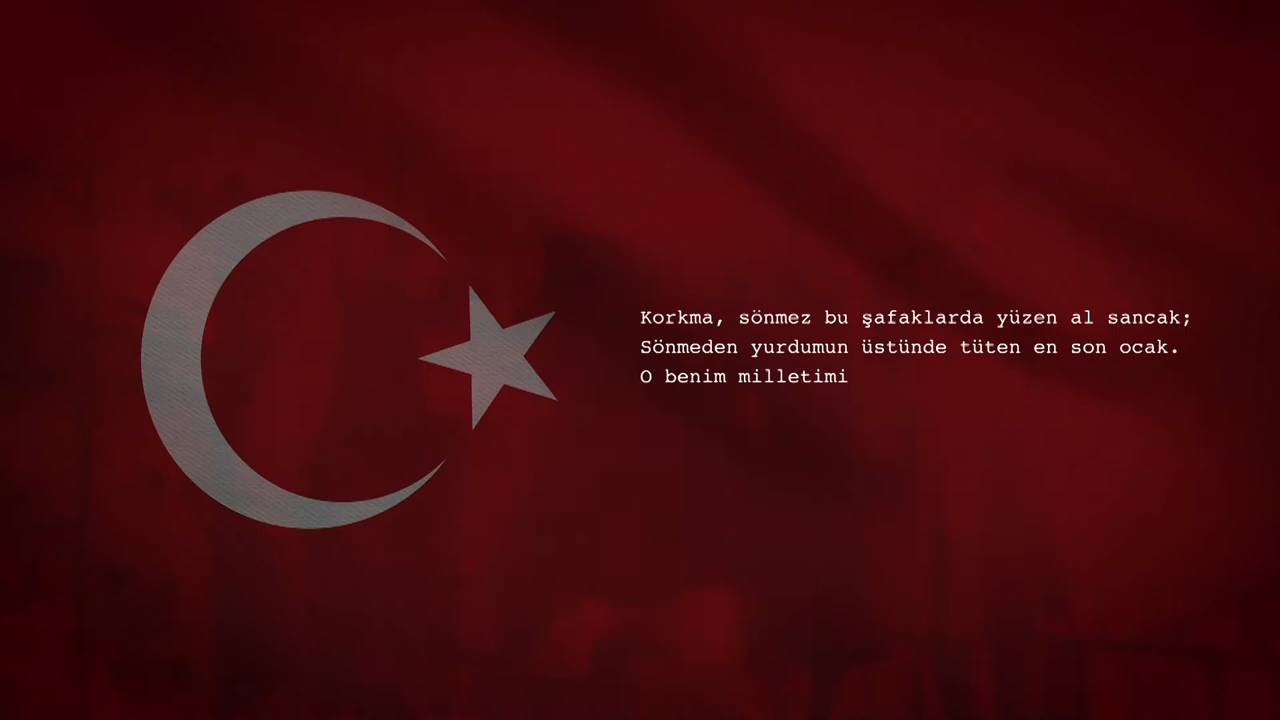 Korkma, sönmez bu şafaklarda yüzen al sancak;
Sönmeden yurdumun üstünde tüten en son ocak.
O benim milletimi